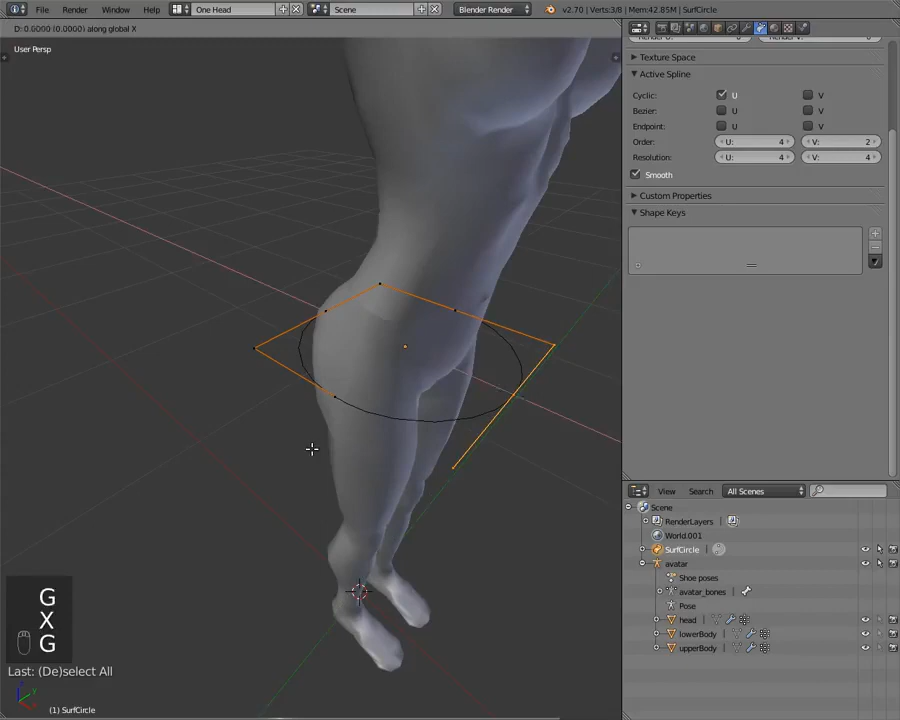 File Render Window Help One Head Scene Blender Render v2.70 | Verts:3/8 | Mem:42.8M | SurfCircle
D: 0.6000 (0.0000) along global X
User Persp
Texture Space
Active Spline
Cyclic: U V
Bezier: U V
Endpoint: U V
Order: U: 4 V: 2
Resolution: U: 4 V: 4
Smooth
Custom Properties
Shape Keys
View Search All Scenes
Scene
RenderLayers
World.001
SurfCircle
avatar
Shoe poses
avatar_bones
Pose
head
lowerBody
upperBody
G
X
G
Last: (De)select All
(1) SurfCircle